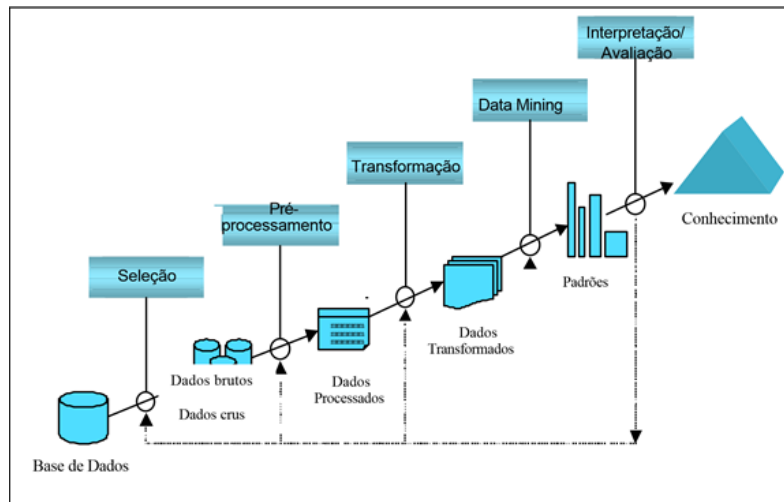 Interpretação/
Avaliação
Data Mining
Transformação
Pré-
processamento
Seleção
Conhecimento
Padrões
Dados
Transformados
Dados
Processados
Dados brutos
Dados crus
Base de Dados